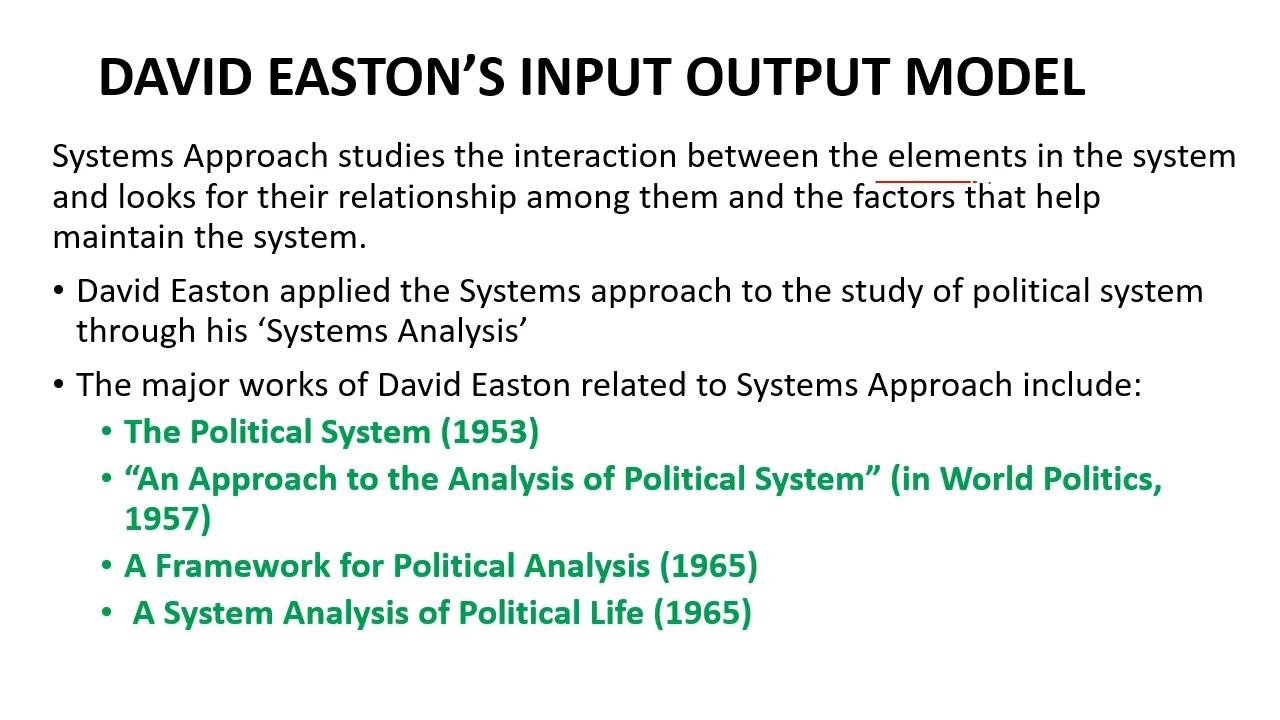 DAVID EASTON’S INPUT OUTPUT MODEL
Systems Approach studies the interaction between the elements in the system
and looks for their relationship among them and the factors that help
maintain the system.
• David Easton applied the Systems approach to the study of political system
through his ‘Systems Analysis’
• The major works of David Easton related to Systems Approach include:
• The Political System (1953)
• “An Approach to the Analysis of Political System” (in World Politics,
1957)
• A Framework for Political Analysis (1965)
• A System Analysis of Political Life (1965)